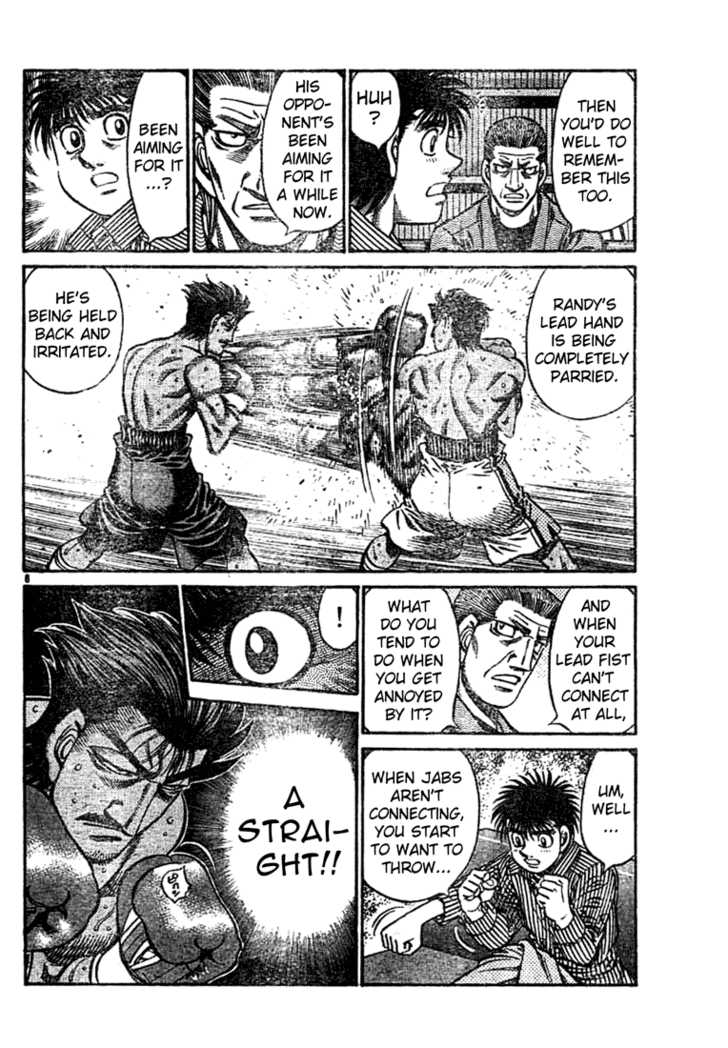 THEN
YOU'D DO
WELL TO
REMEM-
BER THIS
TOO.
HUH
?
HIS
OPPO-
NENT'S
BEEN
AIMING
FOR IT
A WHILE
NOW.
BEEN
AIMING
FOR IT
...?
RANDY'S
LEAD HAND
IS BEING
COMPLETELY
PARRIED.
HE'S
BEING HELD
BACK AND
IRRITATED.
AND
WHEN
YOUR
LEAD FIST
CAN'T
CONNECT
AT ALL,
WHAT
DO YOU
TEND TO
DO WHEN
YOU GET
ANNOYED
BY IT?
UM,
WELL
...
WHEN JABS
AREN'T
CONNECTING,
YOU START
TO WANT TO
THROW...
!
A
STRAI-
GHT!!